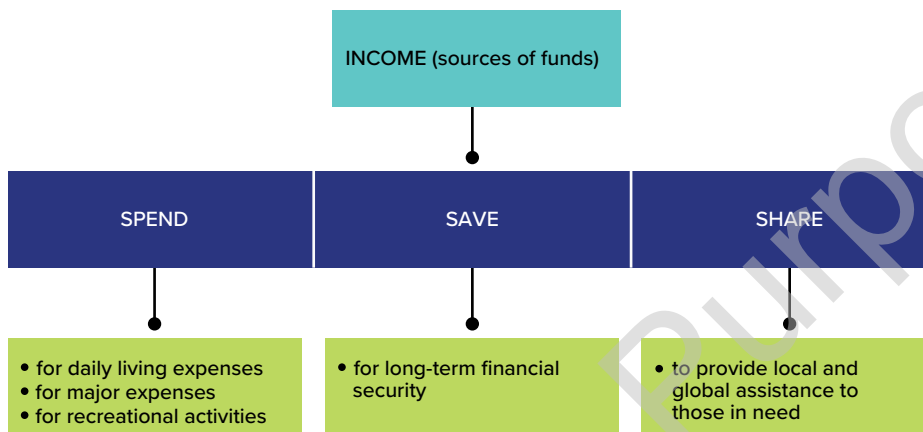 INCOME (sources of funds)
SPEND
SAVE
SHARE
• for daily living expenses
• for major expenses
• for recreational activities
• for long-term financial
security
• to provide local and
global assistance to
those in need